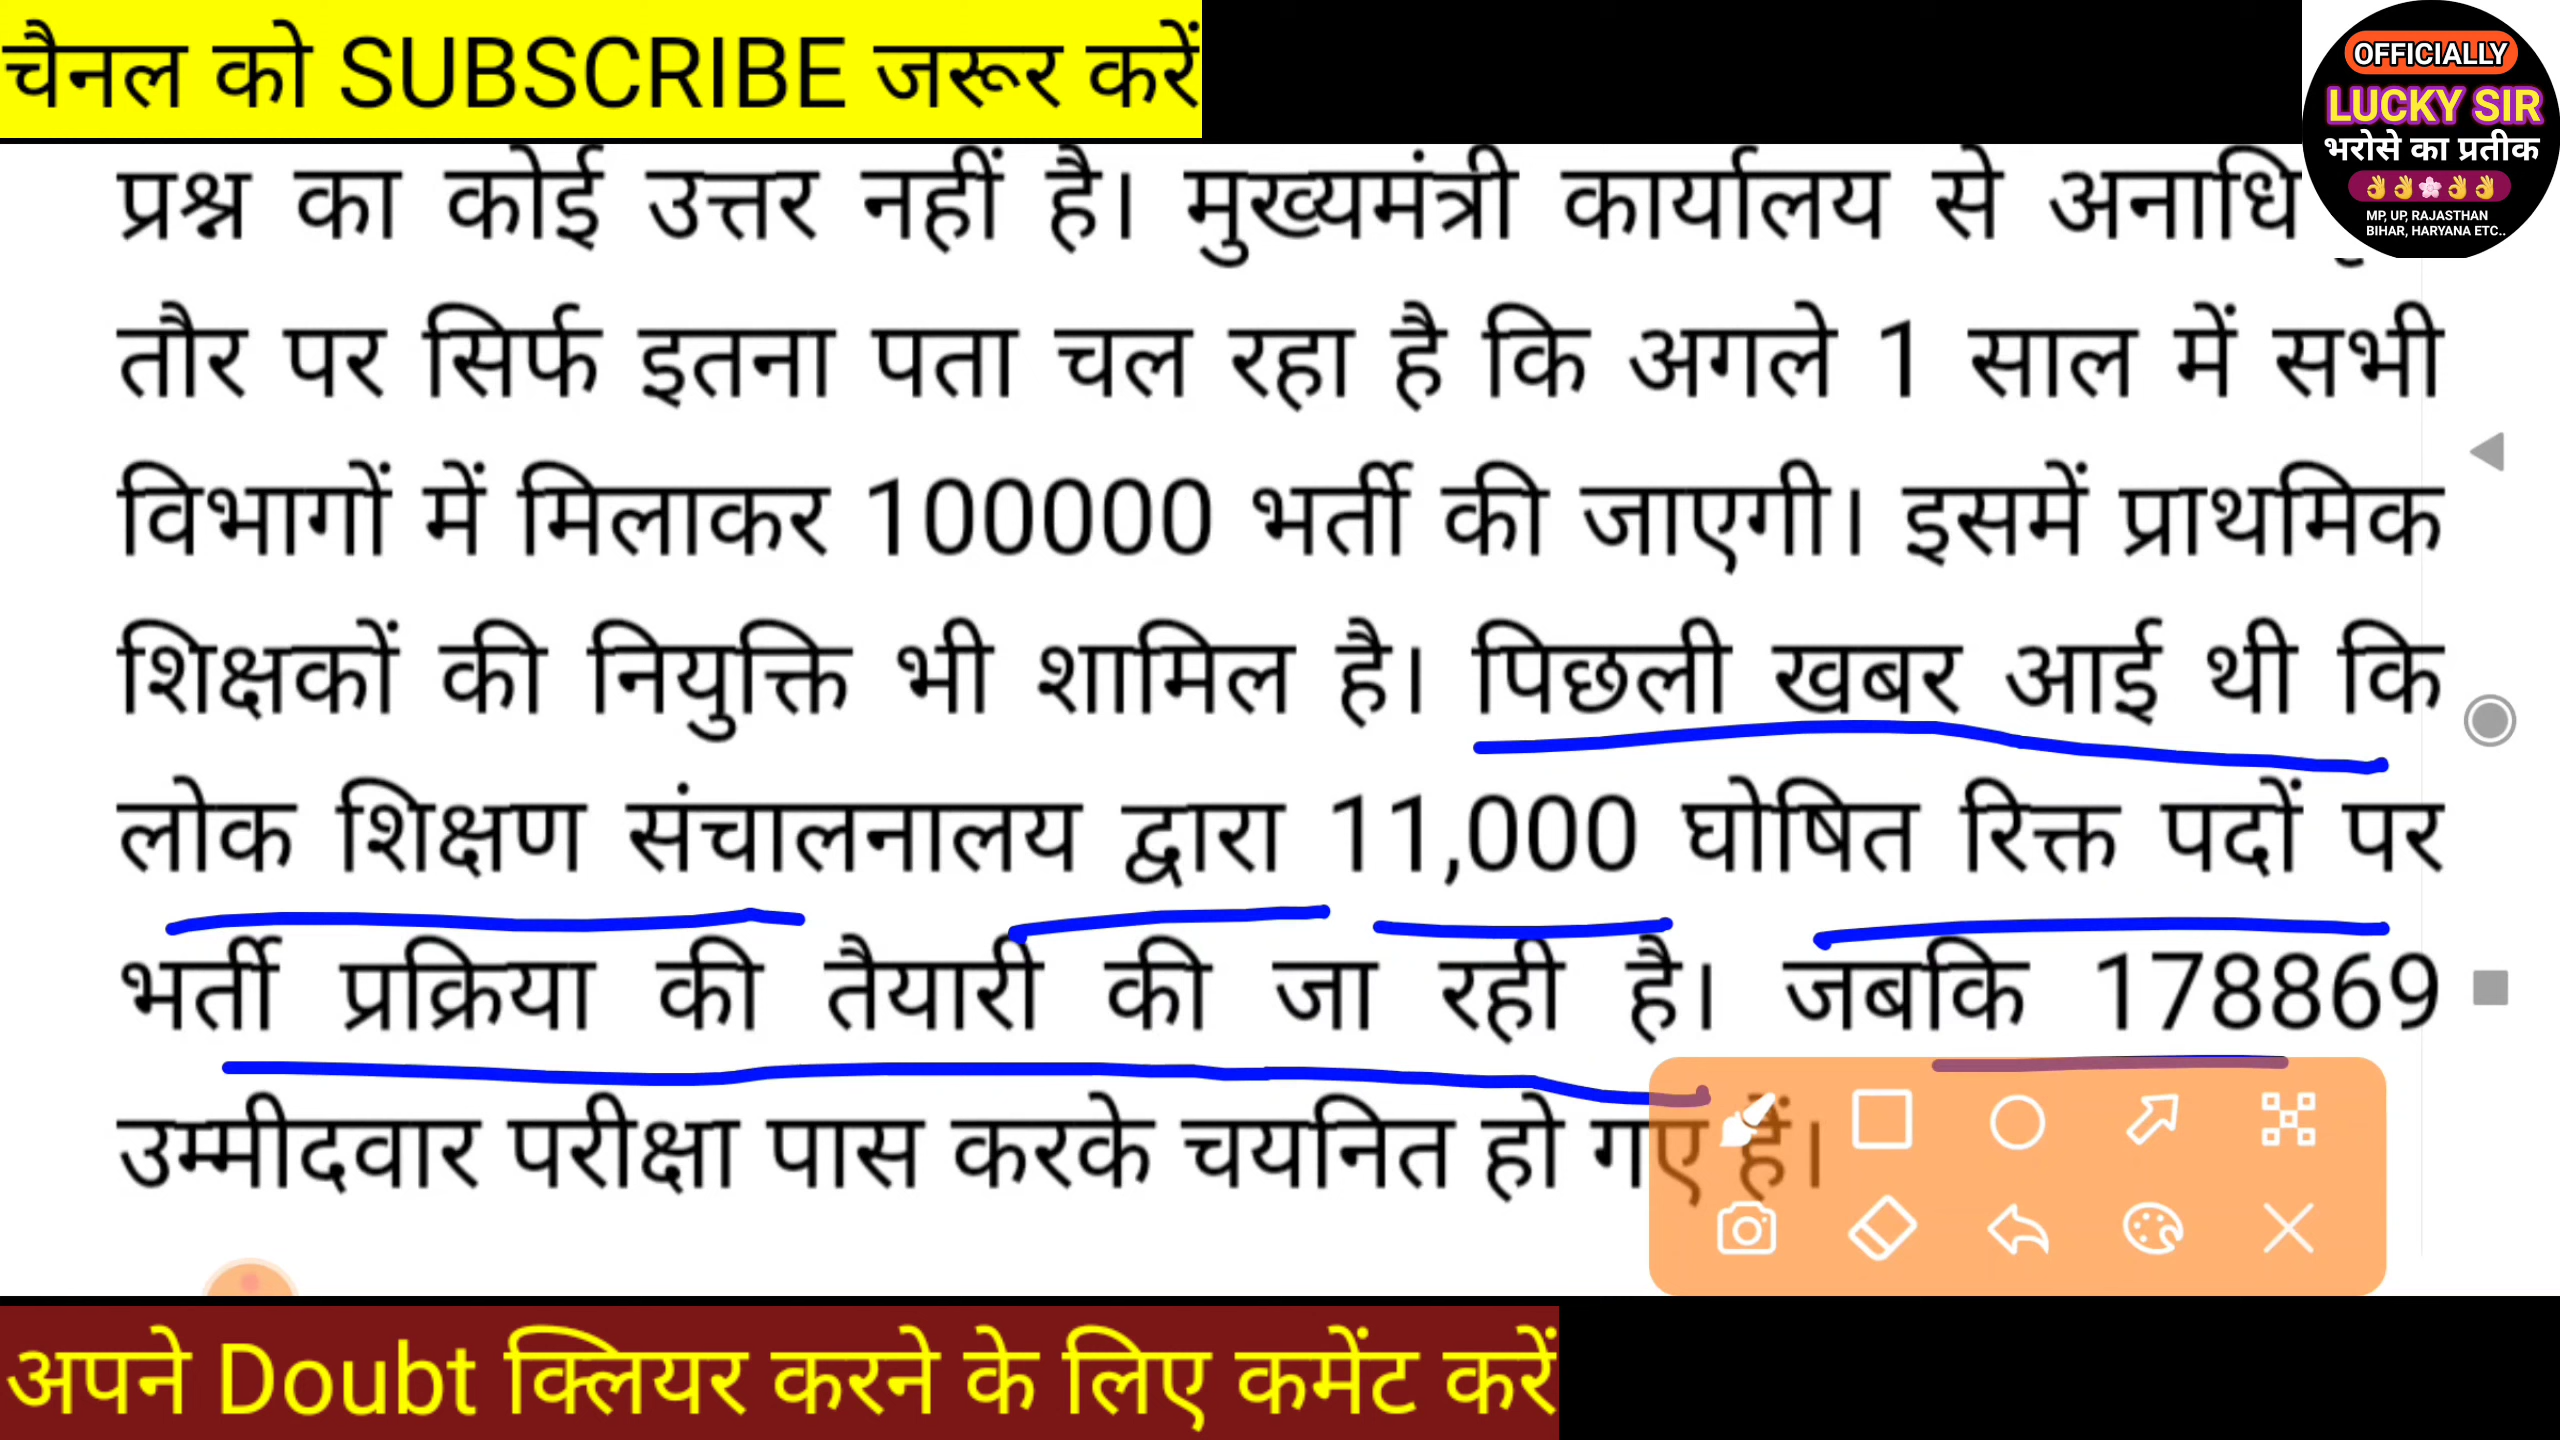 चैनल को SUBSCRIBE जरूर करें
OFFICIALLY
LUCKY SIR
भरोसे का प्रतीक
MP, UP, RAJASTHAN
BIHAR, HARYANA ETC..
प्रश्न का कोई उत्तर नहीं है। मुख्यमंत्री कार्यालय से अनाधि
तौर पर सिर्फ इतना पता चल रहा है कि अगले 1 साल में सभी
विभागों में मिलाकर 100000 भर्ती की जाएगी। इसमें प्राथमिक
शिक्षकों की नियुक्ति भी शामिल है। पिछली खबर आई थी कि
लोक शिक्षण संचालनालय द्वारा 11,000 घोषित रिक्त पदों पर
भर्ती प्रक्रिया की तैयारी की जा रही है। जबकि 178869
उम्मीदवार परीक्षा पास करके चयनित हो गए हैं।
अपने Doubt क्लियर करने के लिए कमेंट करें